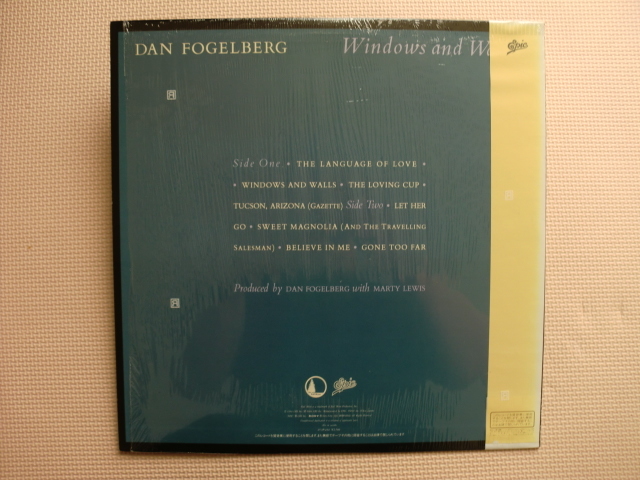 DAN FOGELBERG Windows and
Epic
Side One • THE LANGUAGE OF LOVE •
• WINDOWS AND WALLS • THE LOVING CUP •
TUCSON, ARIZONA (GAZETTE) Side Two • LET HER
GO • SWEET MAGNOLIA (AND THE TRAVELLING
SALESMAN) • BELIEVE IN ME • GONE TOO FAR
Produced by DAN FOGELBERG with MARTY LEWIS
Epic